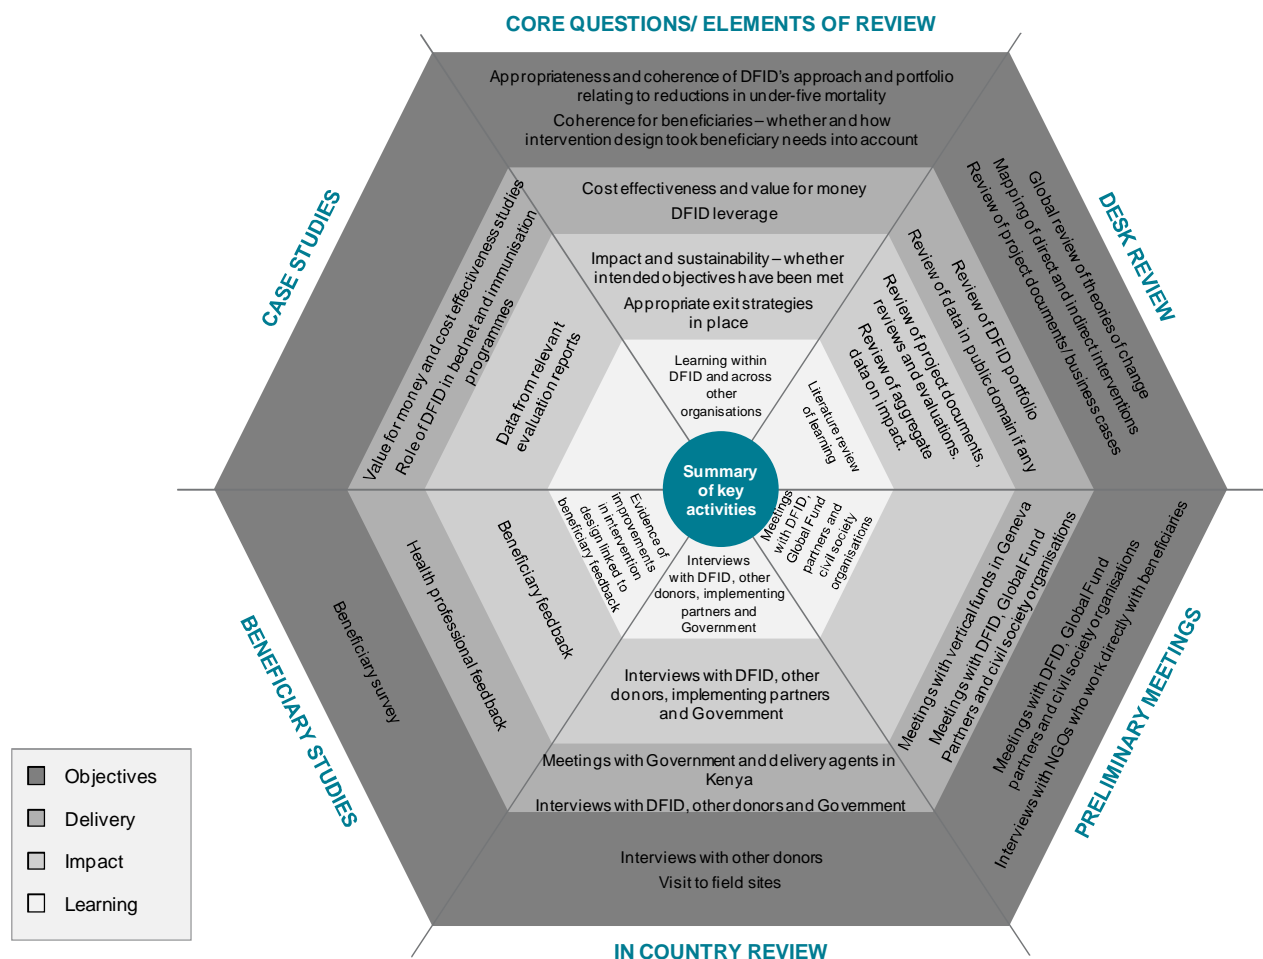 CORE QUESTIONS/ ELEMENTS OF REVIEW
Appropriateness and coherence of DFID's approach and portfolio
relating to reductions in under-five mortality
Coherence for beneficiaries – whether and how
intervention design took beneficiary needs into account
Cost effectiveness and value for money
DFID leverage
Impact and sustainability – whether
intended objectives have been met
Appropriate exit strategies
in place
Learning within
DFID and across
other
organisations
DESK REVIEW
Global review of theories of change
Mapping of direct and indirect interventions
Review of project documents/ business cases
Review of DFID portfolio
Review of data in public domain if any
Review of project documents,
reviews and evaluations.
Review of aggregate
data on impact.
Literature review
of learning
PRELIMINARY MEETINGS
Meetings with DFID, Global Fund
partners and civil society organisations
Interviews with NGOs who work directly with beneficiaries
Meetings with vertical funds in Geneva
Meetings with DFID, Global Fund
Partners and civil society organisations
Meetings
with DFID,
Global Fund
partners and
civil society
organisations
IN COUNTRY REVIEW
Interviews
with DFID, other
donors, implementing
partners and
Government
Interviews with DFID, other
donors, implementing partners
and Government
Meetings with Government and delivery agents in
Kenya
Interviews with DFID, other donors and Government
Interviews with other donors
Visit to field sites
BENEFICIARY STUDIES
Beneficiary survey
Health professional feedback
Beneficiary feedback
Evidence of
improvements
in intervention
design linked to
beneficiary feedback
CASE STUDIES
Value for money and cost effectiveness studies
Role of DFID in bednet and immunisation
programmes
Data from relevant
evaluation reports
Summary
of key
activities
Objectives
Delivery
Impact
Learning